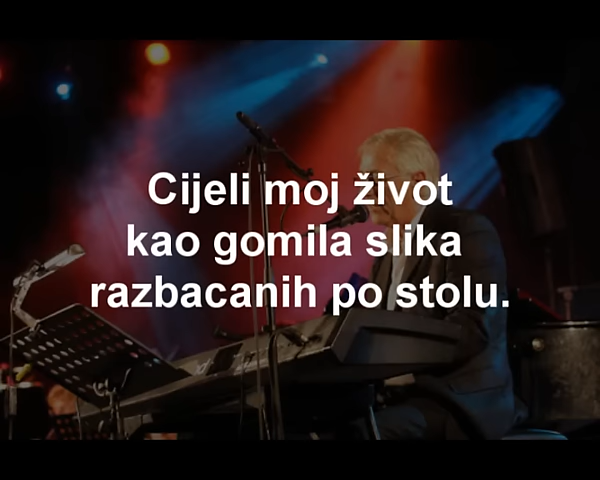 Cijeli moj život
kao gomila slika
razbacanih po stolu.